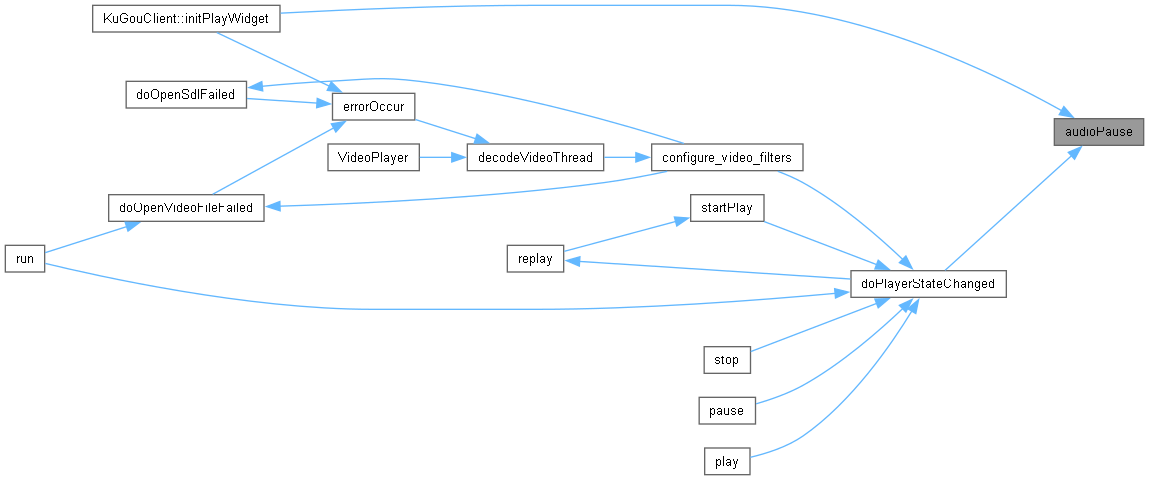 KuGouClient::initPlayWidget
doOpenSdlFailed
errorOccur
audioPause
VideoPlayer
decodeVideoThread
configure_video_filters
doOpenVideoFileFailed
startPlay
run
replay
doPlayerStateChanged
stop
pause
play